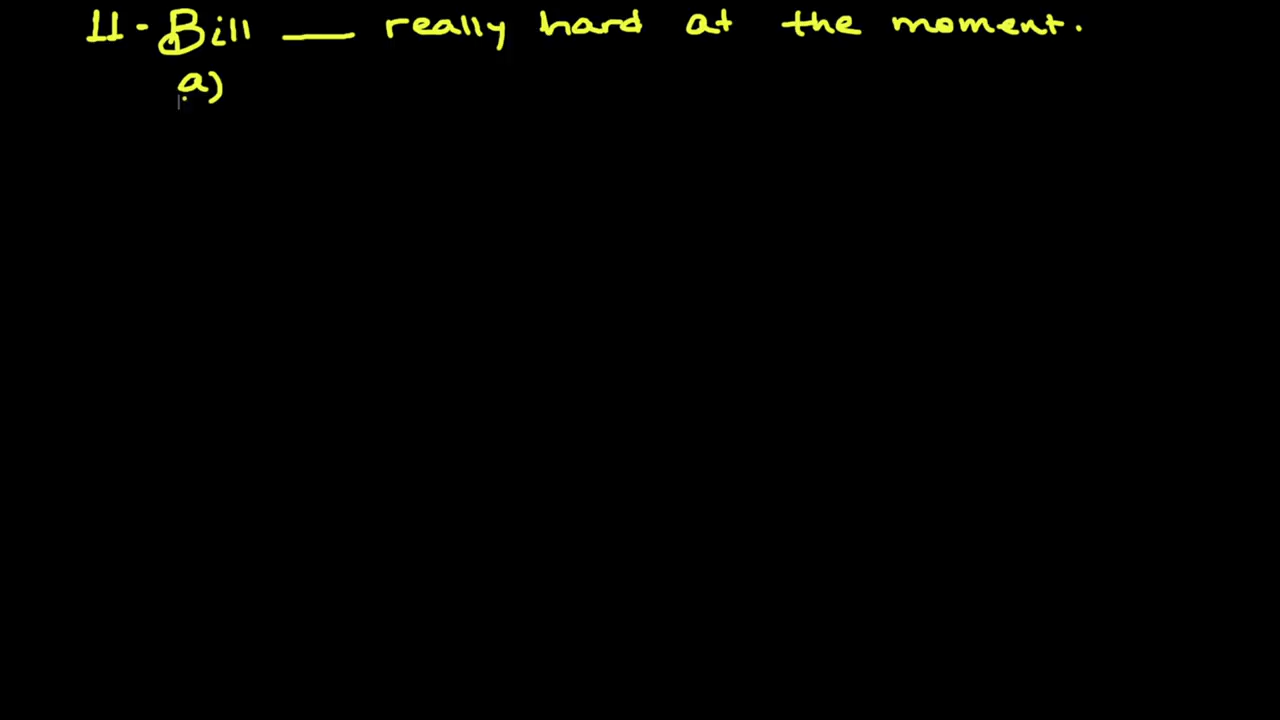 11- Bill ___ really hard at the moment.
a)